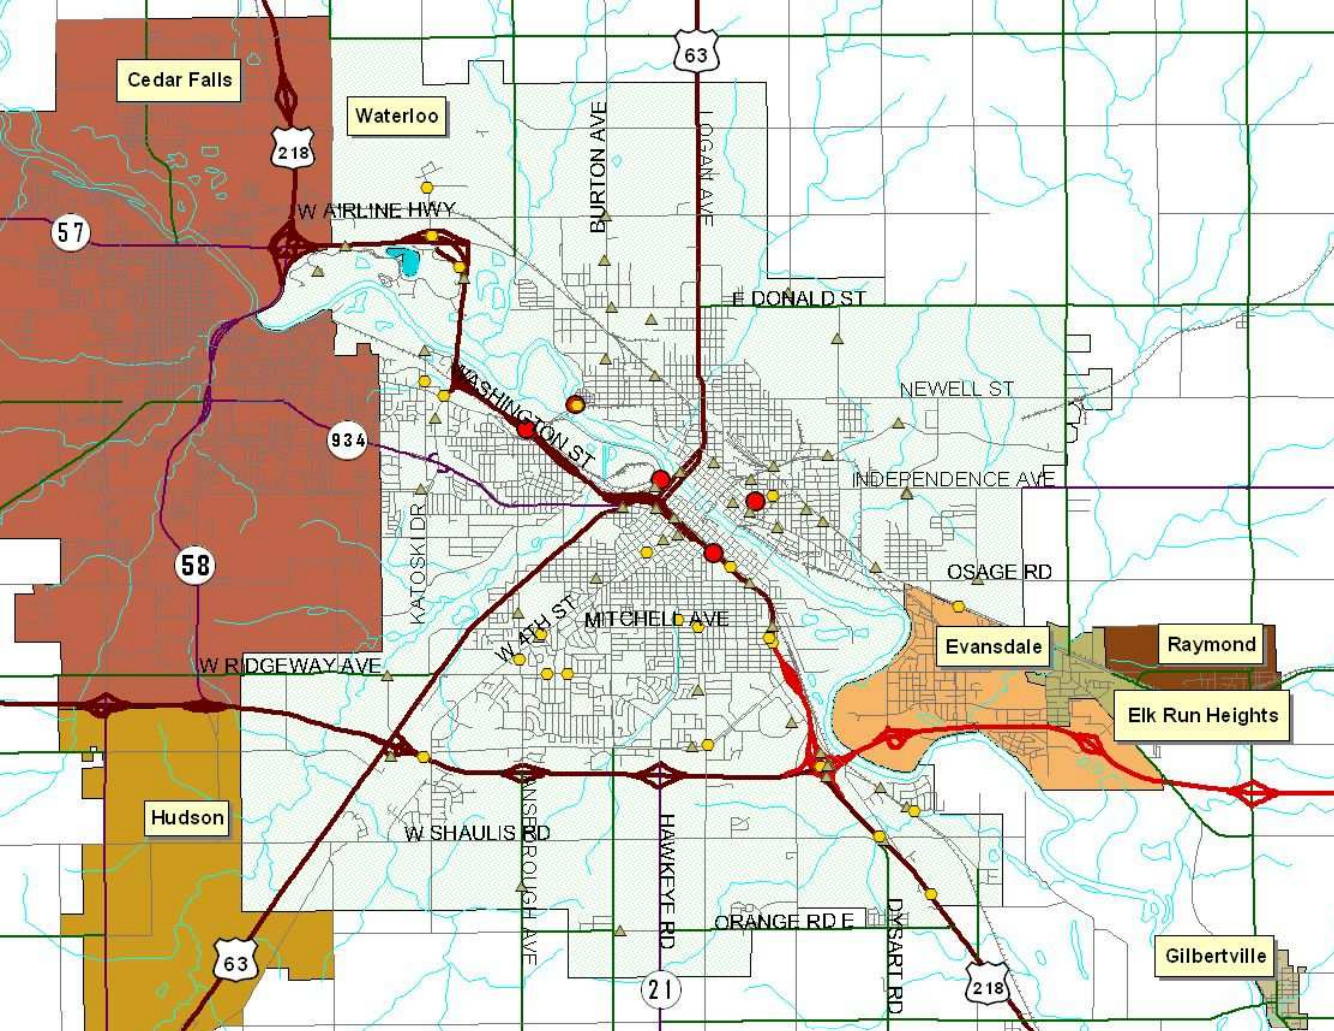 63
Cedar Falls
Waterloo
BURTON AVE
LOGAN AVE
218
W AIRLINE HWY
57
E DONALD ST
WASHINGTON ST
NEWELL ST
934
INDEPENDENCE AVE
KATOSKI DR
58
OSAGE RD
W 4TH ST
MITCHELL AVE
Evansdale
Raymond
W RIDGEWAY AVE
Elk Run Heights
Hudson
W SHAULIS RD
ANSBOROUGH AVE
HAWKEYE RD
ORANGE RD E
DYSART RD
63
21
218
Gilbertville